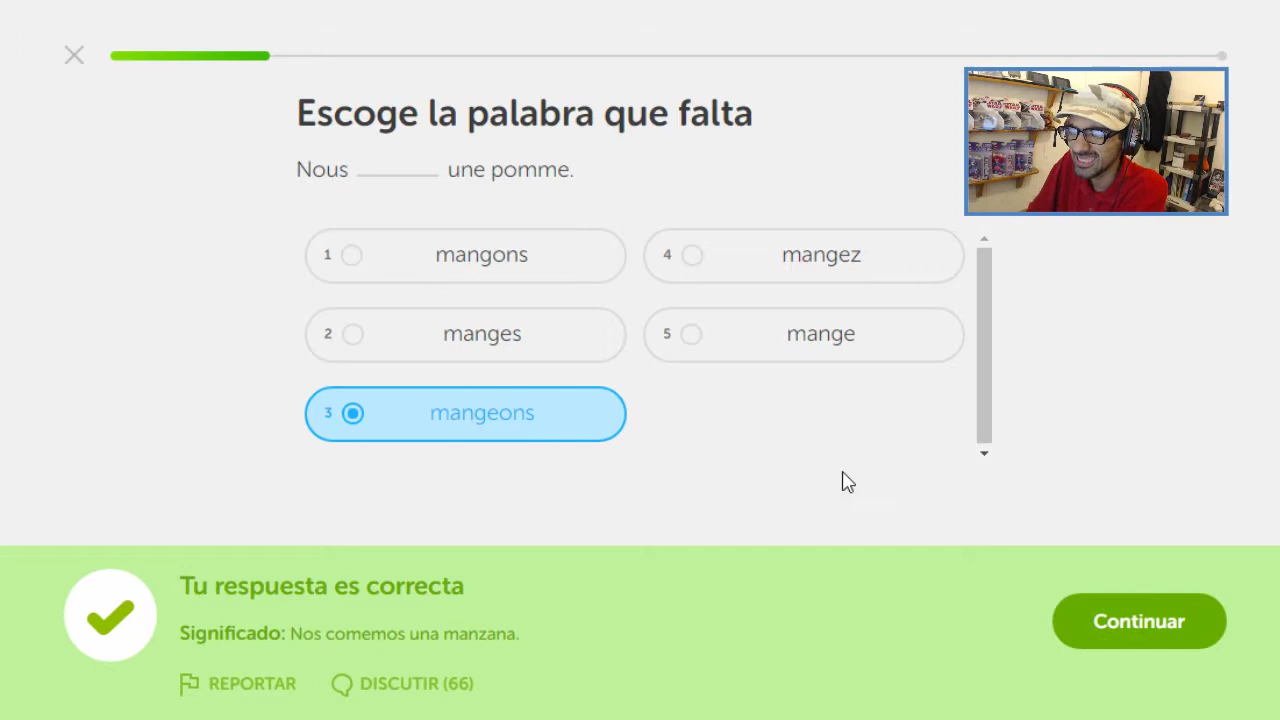 Escoge la palabra que falta
Nous ________ une pomme.
1 mangons
4 mangez
2 manges
5 mange
3 mangeons
Tu respuesta es correcta
Significado: Nos comemos una manzana.
REPORTAR DISCUTIR (66)
Continuar